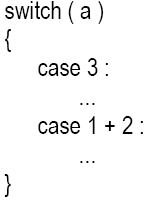 switch ( a )
{
case 3 :
...
case 1 + 2 :
...
}